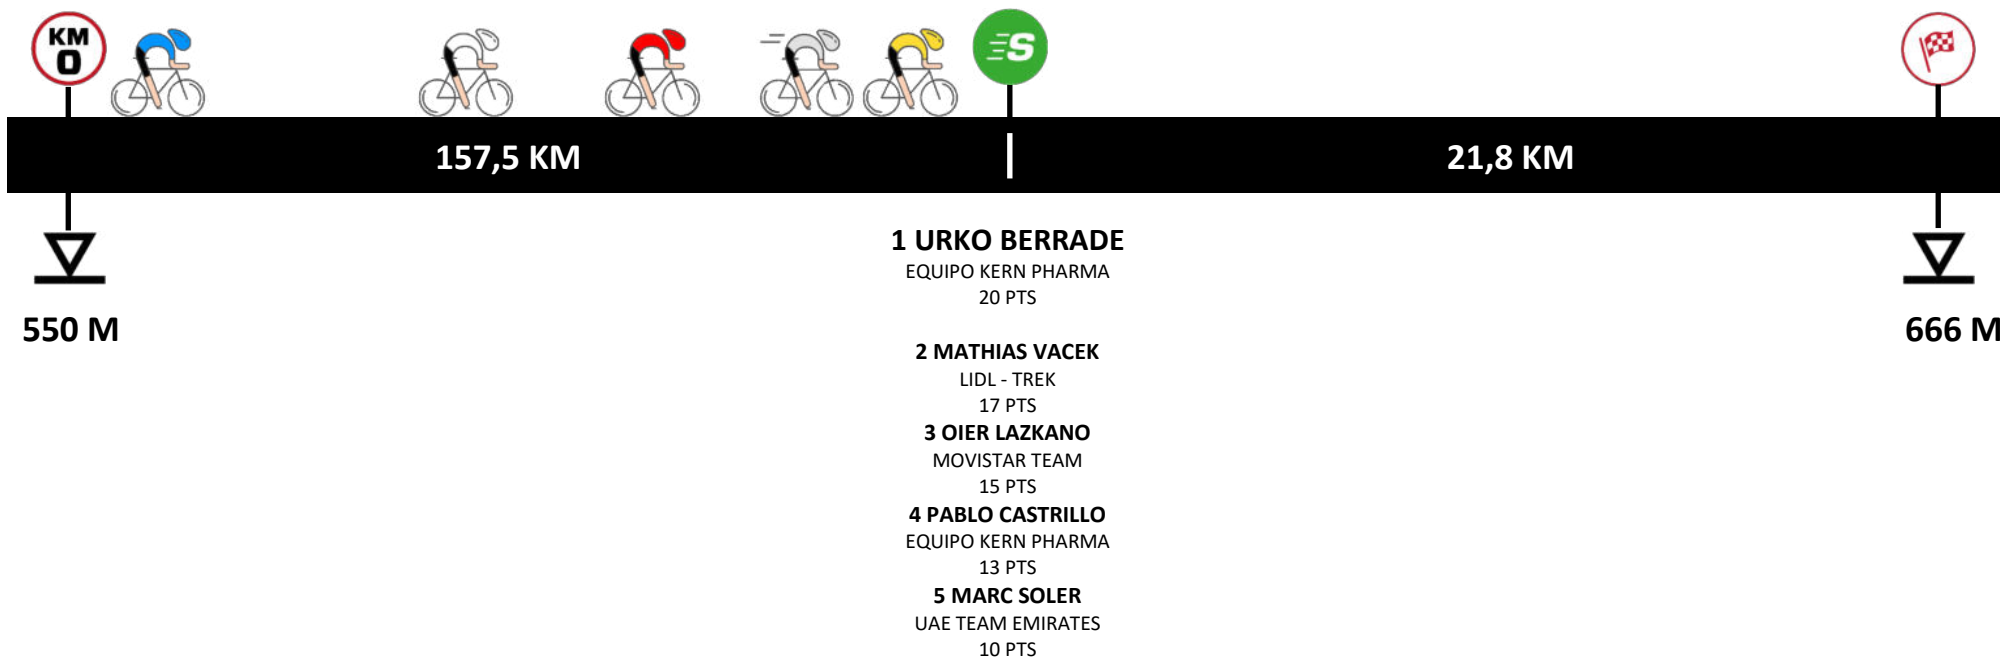 KM
0
S
157,5 KM
21,8 KM
550 M
666 M
1 URKO BERRADE
EQUIPO KERN PHARMA
20 PTS
2 MATHIAS VACEK
LIDL - TREK
17 PTS
3 OIER LAZKANO
MOVISTAR TEAM
15 PTS
4 PABLO CASTRILLO
EQUIPO KERN PHARMA
13 PTS
5 MARC SOLER
UAE TEAM EMIRATES
10 PTS